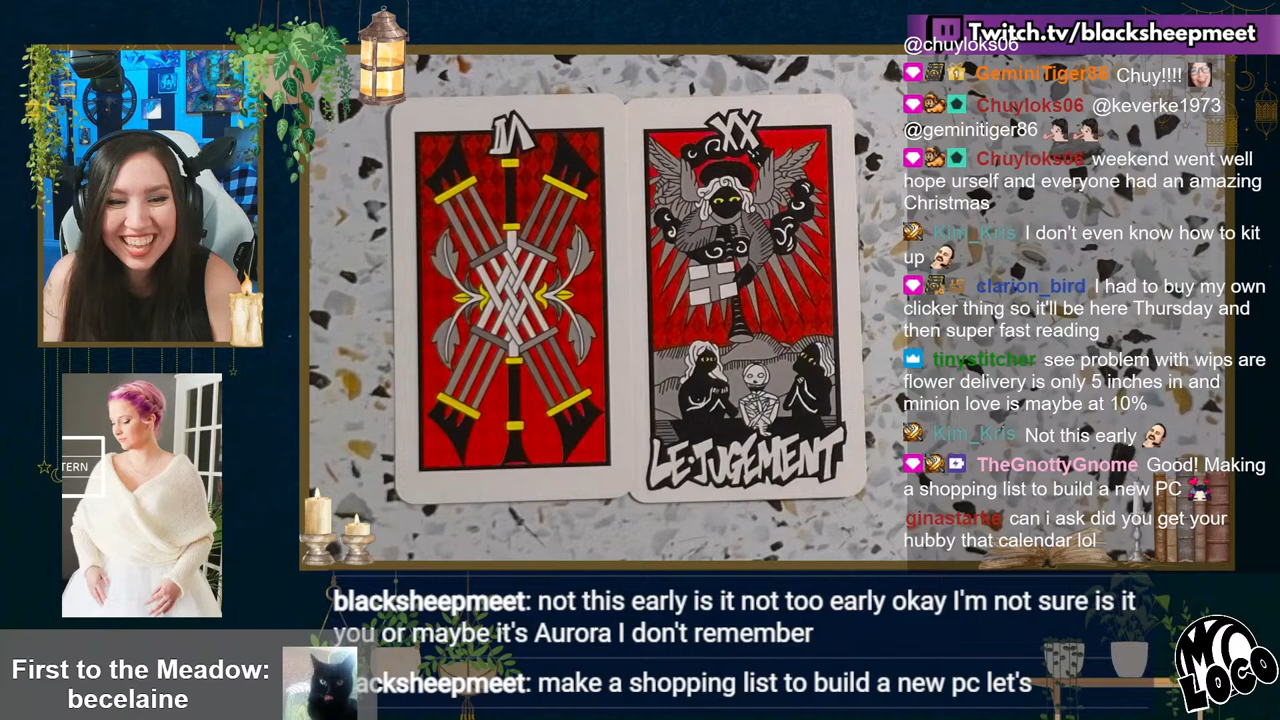 Twitch.tv/blacksheepmeet
@chuyloks06
GeminiTiger86 Chuy!!!!
Chuyloks06 @keverke1973
@geminitiger86
Chuyloks06 weekend went well
hope urself and everyone had an amazing
Christmas
Kim_Kris I don't even know how to kit
up
clarion_bird I had to buy my own
clicker thing so it'll be here Thursday and
then super fast reading
tinystitcher see problem with wips are
flower delivery is only 5 inches in and
minion love is maybe at 10%
Kim_Kris Not this early
TheGnottyGnome Good! Making
a shopping list to build a new PC
ginastarke can i ask did you get your
hubby that calendar lol
VI
XX
LE·JUGEMENT
TERN
blacksheepmeet: not this early is it not too early okay I'm not sure is it
you or maybe it's Aurora I don't remember
acksheepmeet: make a shopping list to build a new pc let's
First to the Meadow:
becelaine
MC
LOCO